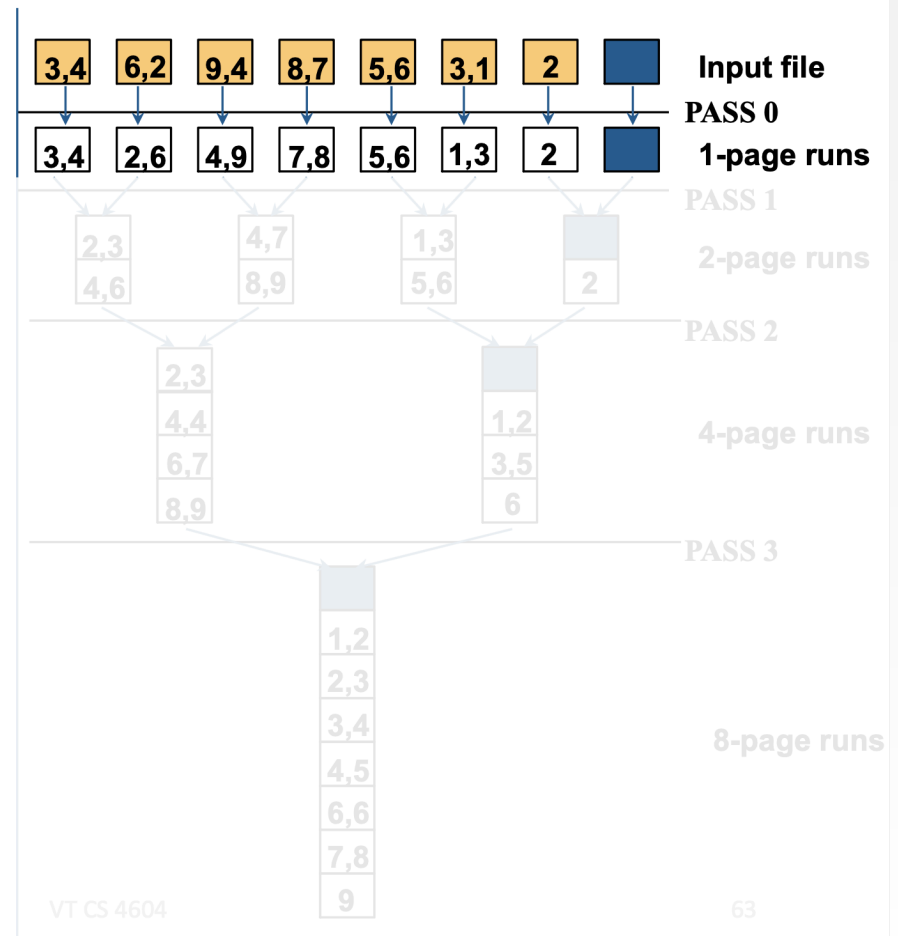 3,4 6,2 9,4 8,7 5,6 3,1 2 Input file
PASS 0
3,4 2,6 4,9 7,8 5,6 1,3 2 1-page runs
PASS 1
2,3 4,7 1,3
2-page runs
4,6 8,9 5,6 2
PASS 2
2,3
4,4 1,2
4-page runs
6,7 3,5
8,9 6
PASS 3
1,2
2,3
3,4
8-page runs
4,5
6,6
7,8
9
VT CS 4604 63